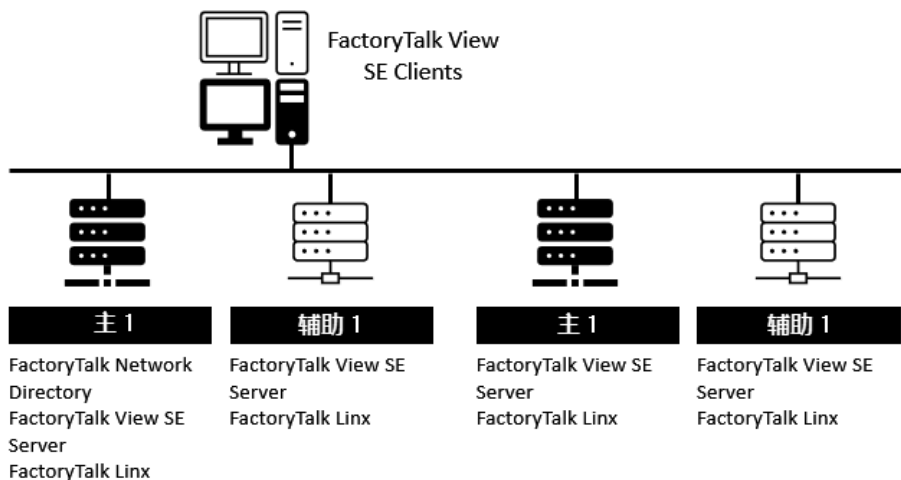 FactoryTalk View
SE Clients
主 1
FactoryTalk Network
Directory
FactoryTalk View SE
Server
FactoryTalk Linx
辅助 1
FactoryTalk View SE
Server
FactoryTalk Linx
主 1
FactoryTalk View SE
Server
FactoryTalk Linx
辅助 1
FactoryTalk View SE
Server
FactoryTalk Linx